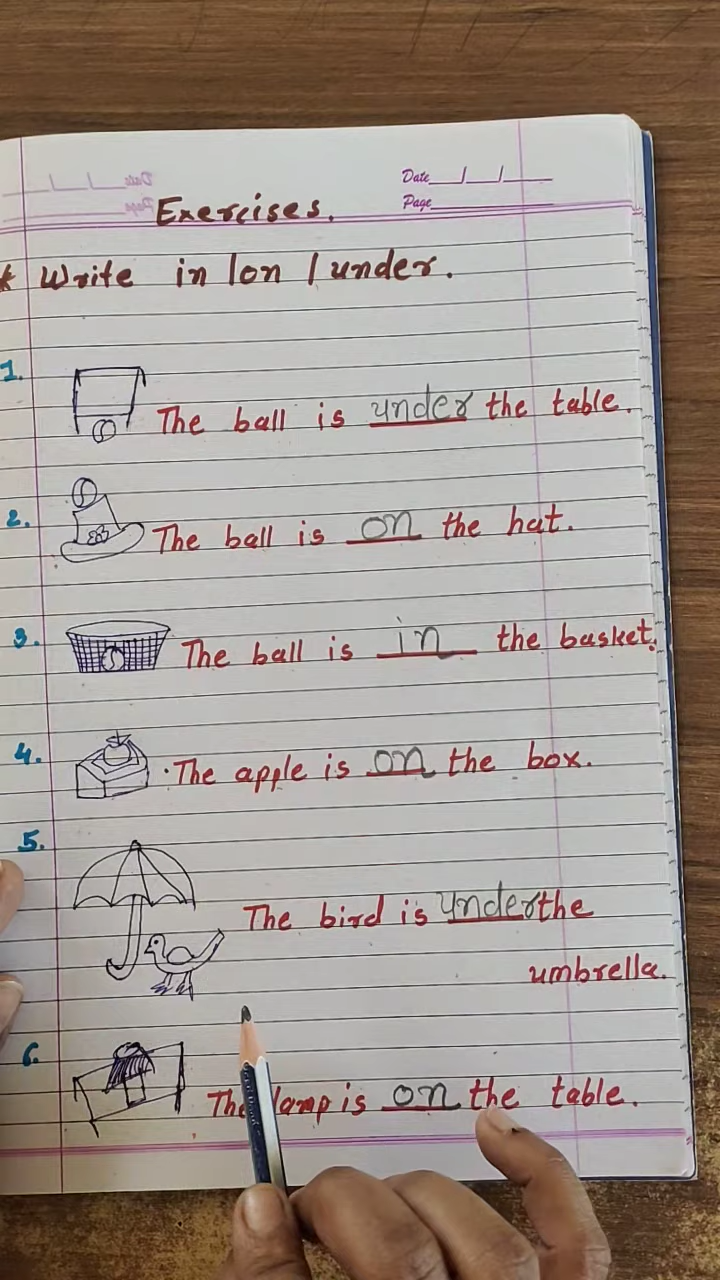 Date
Page
Exercises.
* Write in / on / under.
1. The ball is under the table.
2. The ball is on the hat.
3. The ball is in the basket.
4. The apple is on the box.
5. The bird is under the
umbrella.
6. The lamp is on the table.